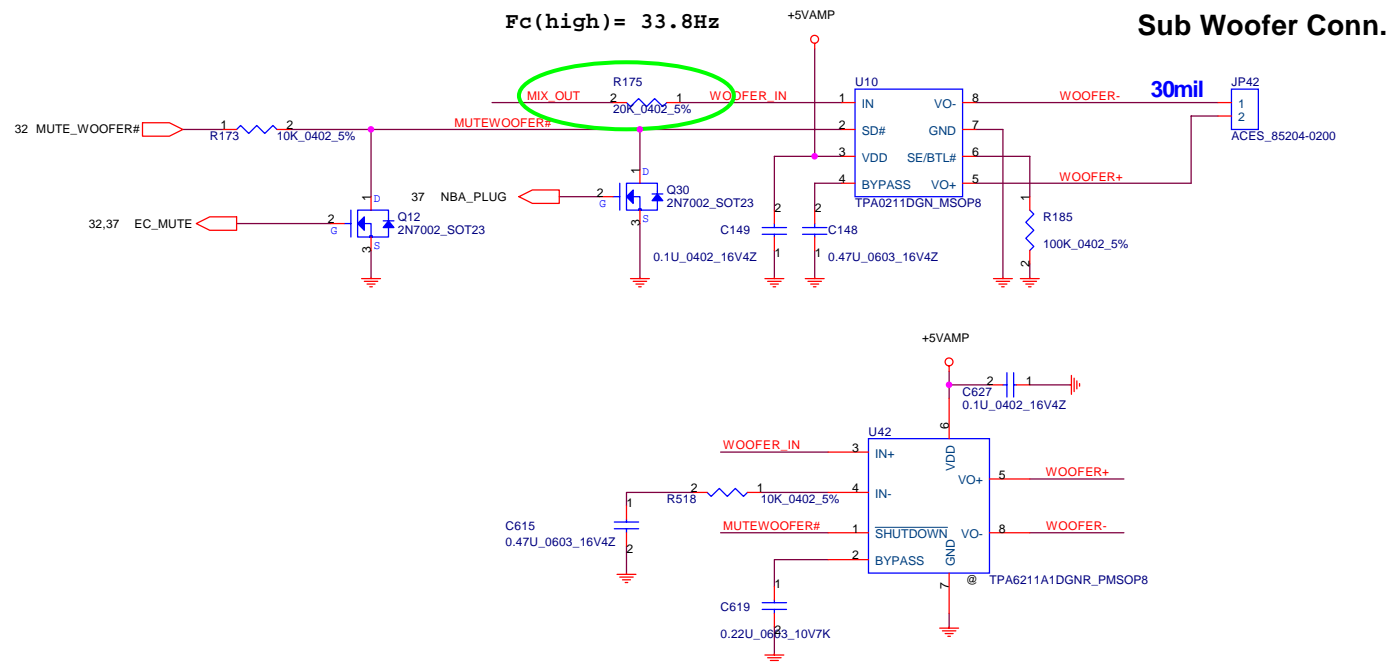 Fc(high)= 33.8Hz
+5VAMP
Sub Woofer Conn.
R175
U10
JP42
MIX_OUT 2 1 WOOFER_IN 1 IN VO- 8 30mil WOOFER- 1
20K_0402_5%
32 MUTE_WOOFER# 1 2 MUTEWOOFER# 2 SD# GND 7 2
R173 10K_0402_5%
ACES_85204-0200
3 VDD SE/BTL# 6
4 BYPASS VO+ 5 WOOFER+
TPA0211DGN_MSOP8
1 D
37 NBA_PLUG 2 G
Q30
2N7002_SOT23
3 S
1 D
32,37 EC_MUTE 2 G
Q12
2N7002_SOT23
3 S
2 C149 1
0.1U_0402_16V4Z
2 C148 1
0.47U_0603_16V4Z
1 R185
100K_0402_5%
2
+5VAMP
2 1
C627
0.1U_0402_16V4Z
U42
6
WOOFER_IN 3 IN+ VDD
VO+ 5 WOOFER+
2 1 4 IN-
R518 10K_0402_5%
1
C615
0.47U_0603_16V4Z
2
MUTEWOOFER# 1 SHUTDOWN VO- 8 WOOFER-
2 BYPASS GND
7
@ TPA6211A1DGNR_PMSOP8
1
C619
0.22U_0603_10V7K
2